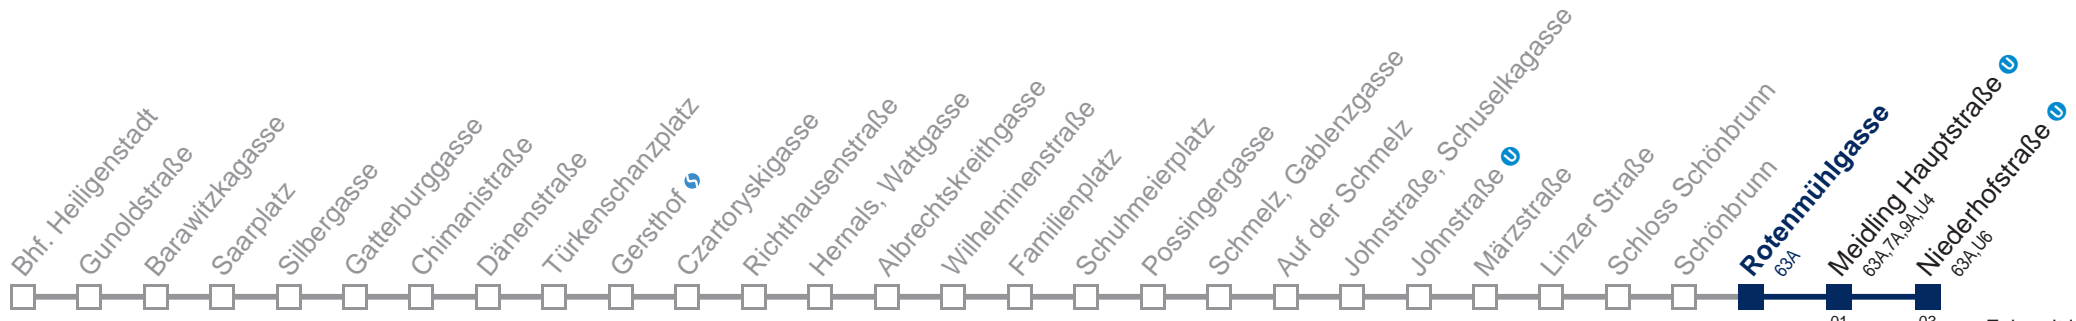 Bhf. Heiligenstadt
Gunoldstraße
Barawitzkagasse
Saarplatz
Silbergasse
Gatterburggasse
Chimanistraße
Dänenstraße
Türkenschanzplatz
Gersthof
Czartoryskigasse
Richthausenstraße
Hernals, Wattgasse
Albrechtskreithgasse
Wilhelminenstraße
Familienplatz
Schuhmeierplatz
Possingergasse
Schmelz, Gablenzgasse
Auf der Schmelz
Johnstraße, Schuselkagasse
Johnstraße U
Märzstraße
Linzer Straße
Schloss Schönbrunn
Schönbrunn
Rotenmühlgasse
63A
Meidling Hauptstraße U
63A,7A,9A,U4
Niederhofstraße U
63A,U6